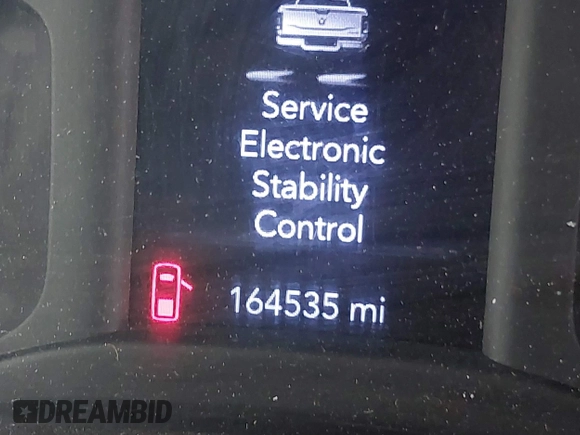 Service
Electronic
Stability
Control
164535 mi
DREAMBID